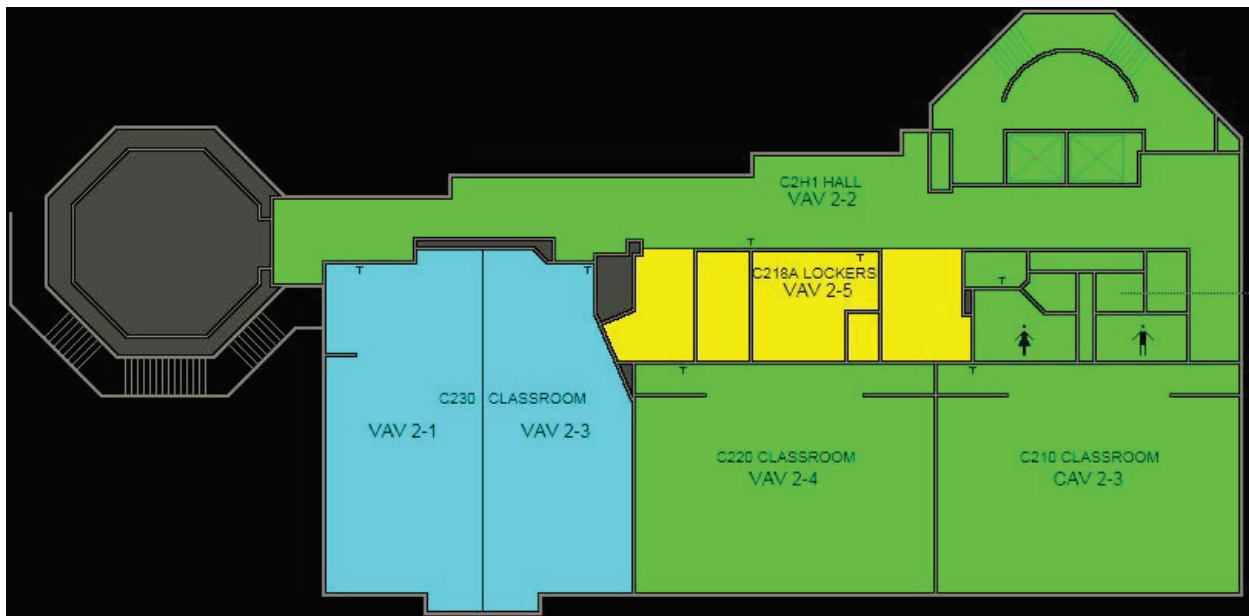 C2H1 HALL
VAV 2-2
C218A LOCKERS
VAV 2-5
C230 CLASSROOM
VAV 2-1
VAV 2-3
C220 CLASSROOM
VAV 2-4
C210 CLASSROOM
CAV 2-3
T
T
T
T
T
T
T